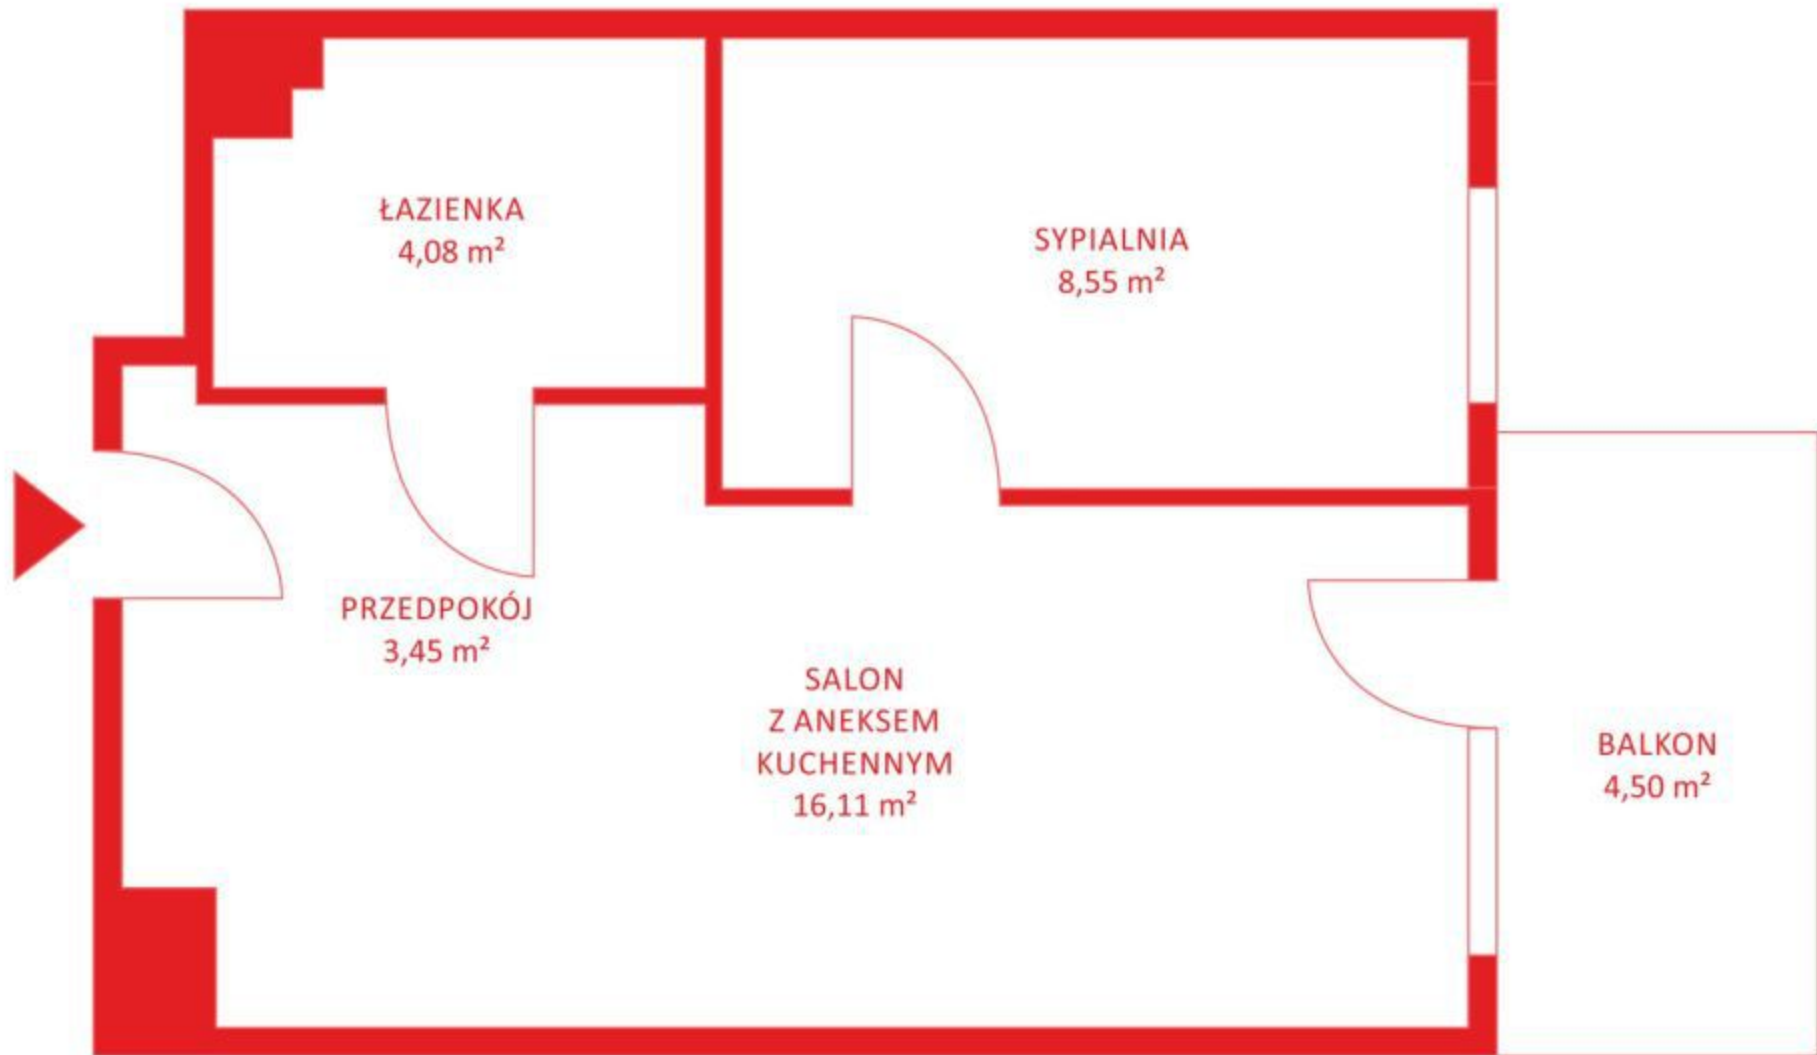 ŁAZIENKA
4,08 m²
SYPIALNIA
8,55 m²
PRZEDPOKÓJ
3,45 m²
SALON
Z ANEKSEM
KUCHENNYM
16,11 m²
BALKON
4,50 m²